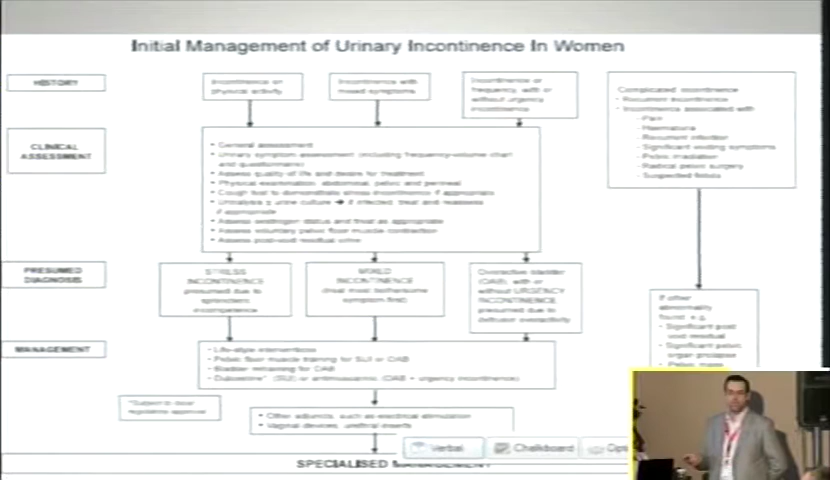 Initial Management of Urinary Incontinence In Women
HISTORY
Incontinence on
physical activity
Incontinence with
mixed symptoms
Incontinence or
frequency, with or
without urgency
incontinence
Complicated incontinence
• Recurrent incontinence
• Incontinence associated with
- Pain
- Haematuria
- Recurrent infection
- Significant voiding symptoms
- Pelvic irradiation
- Radical pelvic surgery
- Suspected fistula
CLINICAL
ASSESSMENT
• General assessment
• Urinary symptom assessment (including frequency-volume chart
and questionnaire)
• Assess quality of life and desire for treatment
• Physical examination: abdominal, pelvic and perineal
• Cough test to demonstrate stress incontinence if appropriate
• Urinalysis ± urine culture → if infected, treat and reassess
if appropriate
• Assess oestrogen status and treat as appropriate
• Assess voluntary pelvic floor muscle contraction
• Assess post-void residual urine
PRESUMED
DIAGNOSIS
STRESS
INCONTINENCE
presumed due to
sphincteric
incompetence
MIXED
INCONTINENCE
(treat most bothersome
symptom first)
Overactive bladder
(OAB), with or
without URGENCY
INCONTINENCE
presumed due to
detrusor overactivity
If other
abnormality
found e.g.
• Significant post
void residual
• Significant pelvic
organ prolapse
• Pelvic mass
MANAGEMENT
• Life-style interventions
• Pelvic floor muscle training for SUI or OAB
• Bladder retraining for OAB
• Duloxetine* (SUI) or antimuscarinic (OAB ± urgency incontinence)
*Subject to local
regulatory approval
• Other adjuncts, such as electrical stimulation
• Vaginal devices, urethral inserts
Verbal
Chalkboard
SPECIALISED MANAGEMENT